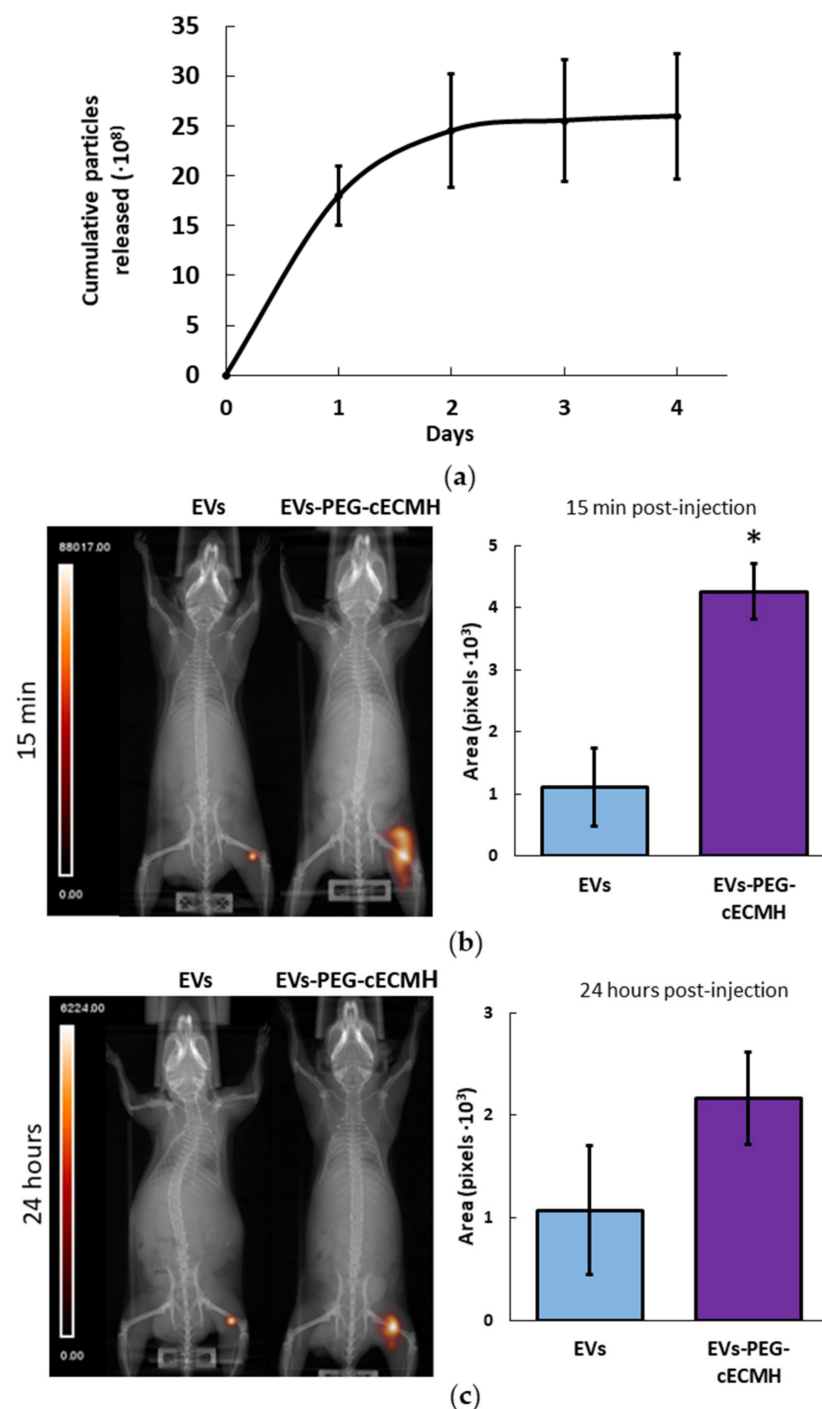 35
30
25
20
15
10
5
0
Cumulative particles
released (·10⁸)
0 1 2 3 4
Days
(a)
EVs EVs-PEG-cECMH
88017.00
0.00
15 min
15 min post-injection
*
5
4
3
2
1
0
Area (pixels ·10³)
EVs EVs-PEG-
cECMH
(b)
EVs EVs-PEG-cECMH
6224.00
0.00
24 hours
24 hours post-injection
3
2
1
0
Area (pixels ·10³)
EVs EVs-PEG-
cECMH
(c)